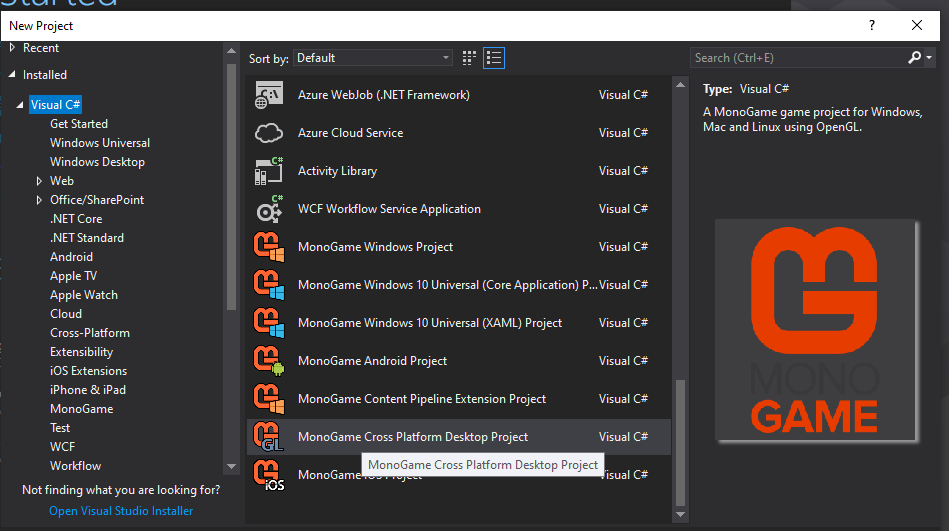 Started
New Project
?
Recent
Installed
Visual C#
Get Started
Windows Universal
Windows Desktop
Web
Office/SharePoint
.NET Core
.NET Standard
Android
Apple TV
Apple Watch
Cloud
Cross-Platform
Extensibility
iOS Extensions
iPhone & iPad
MonoGame
Test
WCF
Workflow
Not finding what you are looking for?
Open Visual Studio Installer
Sort by: Default
Azure WebJob (.NET Framework) Visual C#
Azure Cloud Service Visual C#
C#
Activity Library Visual C#
C#
WCF Workflow Service Application Visual C#
MonoGame Windows Project Visual C#
MonoGame Windows 10 Universal (Core Application) P... Visual C#
MonoGame Windows 10 Universal (XAML) Project Visual C#
MonoGame Android Project Visual C#
MonoGame Content Pipeline Extension Project Visual C#
GL
MonoGame Cross Platform Desktop Project Visual C#
MonoGame Cross Platform Desktop Project
iOS
MonoGame iOS Project Visual C#
Search (Ctrl+E)
Type: Visual C#
A MonoGame game project for Windows,
Mac and Linux using OpenGL.
MONO
GAME